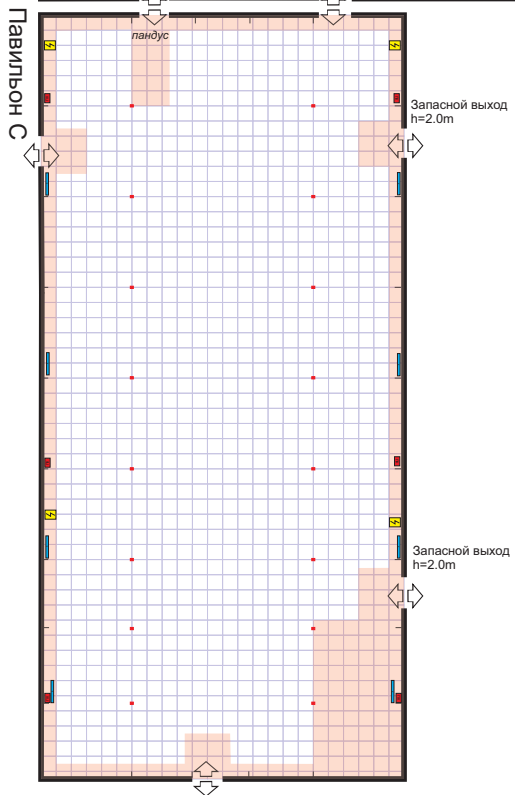 Павильон С
пандус
Запасной выход
h=2.0m
Запасной выход
h=2.0m